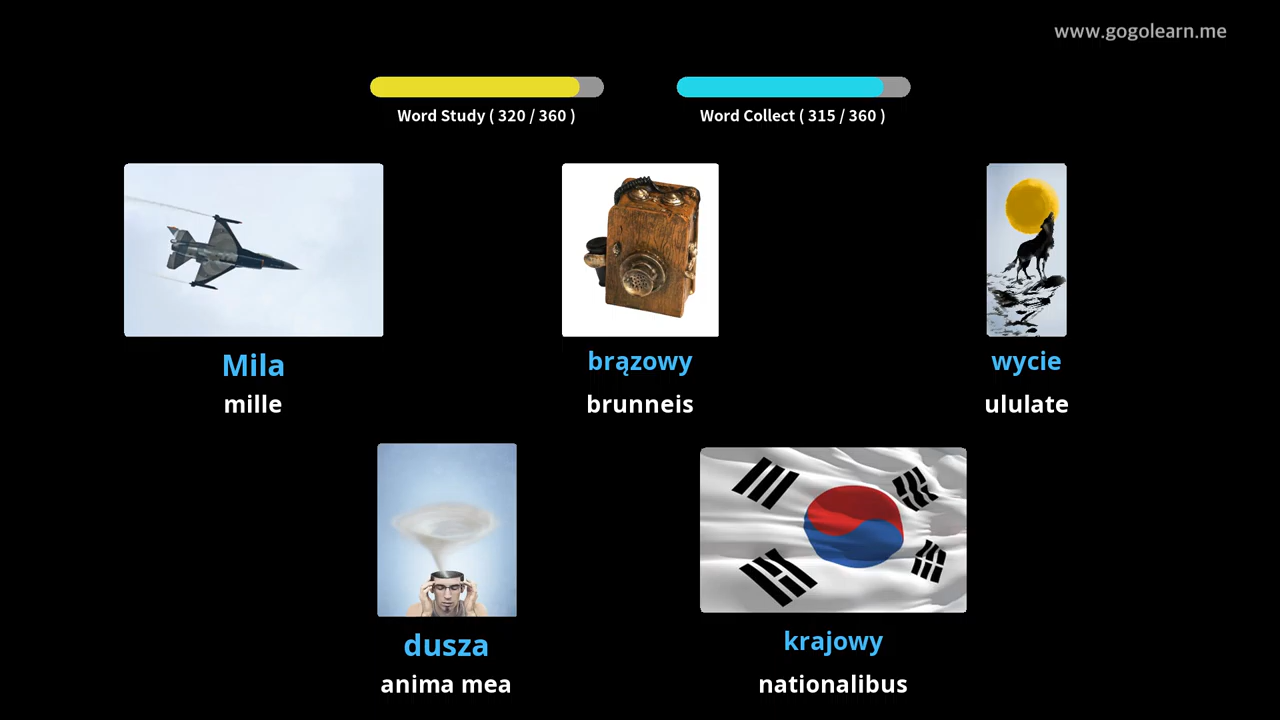 www.gogolearn.me
Word Study ( 320 / 360 )
Word Collect ( 315 / 360 )
Mila
mille
brązowy
brunneis
wycie
ululate
dusza
anima mea
krajowy
nationalibus